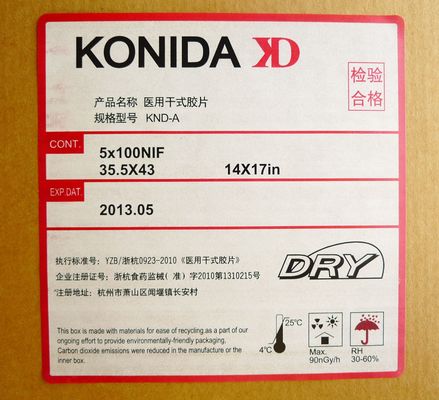 KONIDA KD
检验
合格
产品名称 医用干式胶片
规格型号 KND-A
CONT.
5x100NIF
35.5X43 14X17in
EXP.DAT.
2013.05
执行标准号：YZB/浙杭0923-2010《医用干式胶片》
企业注册证号：浙杭食药监械（准）字2010第1310215号
注册地址：杭州市萧山区闻堰镇长安村
DRY
This box is made with materials for ease of recycling,as a part of our
ongoing effort to provide environmentally-friendly packaging,
Carbon dioxide emissions were reduced in the manufacture or the
inner box.
25℃
4℃
Max.
90nGy/h
RH
30-60%